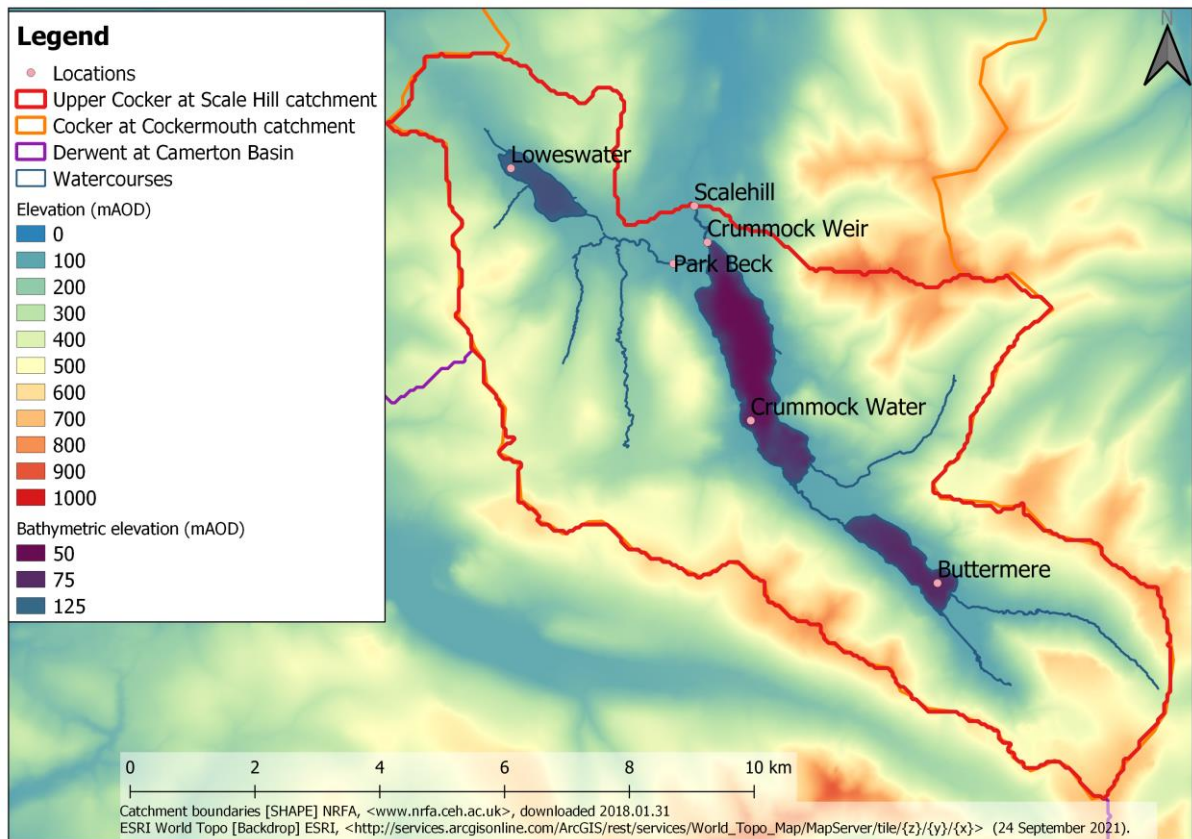 Legend
Locations
Upper Cocker at Scale Hill catchment
Cocker at Cockermouth catchment
Derwent at Camerton Basin
Watercourses
Elevation (mAOD)
0
100
200
300
400
500
600
700
800
900
1000
Bathymetric elevation (mAOD)
50
75
125
N
Loweswater
Scalehill
Crummock Weir
Park Beck
Crummock Water
Buttermere
0 2 4 6 8 10 km
Catchment boundaries [SHAPE] NRFA, <www.nrfa.ceh.ac.uk>, downloaded 2018.01.31
ESRI World Topo [Backdrop] ESRI, <http://services.arcgisonline.com/ArcGIS/rest/services/World_Topo_Map/MapServer/tile/{z}/{y}/{x}> (24 September 2021).